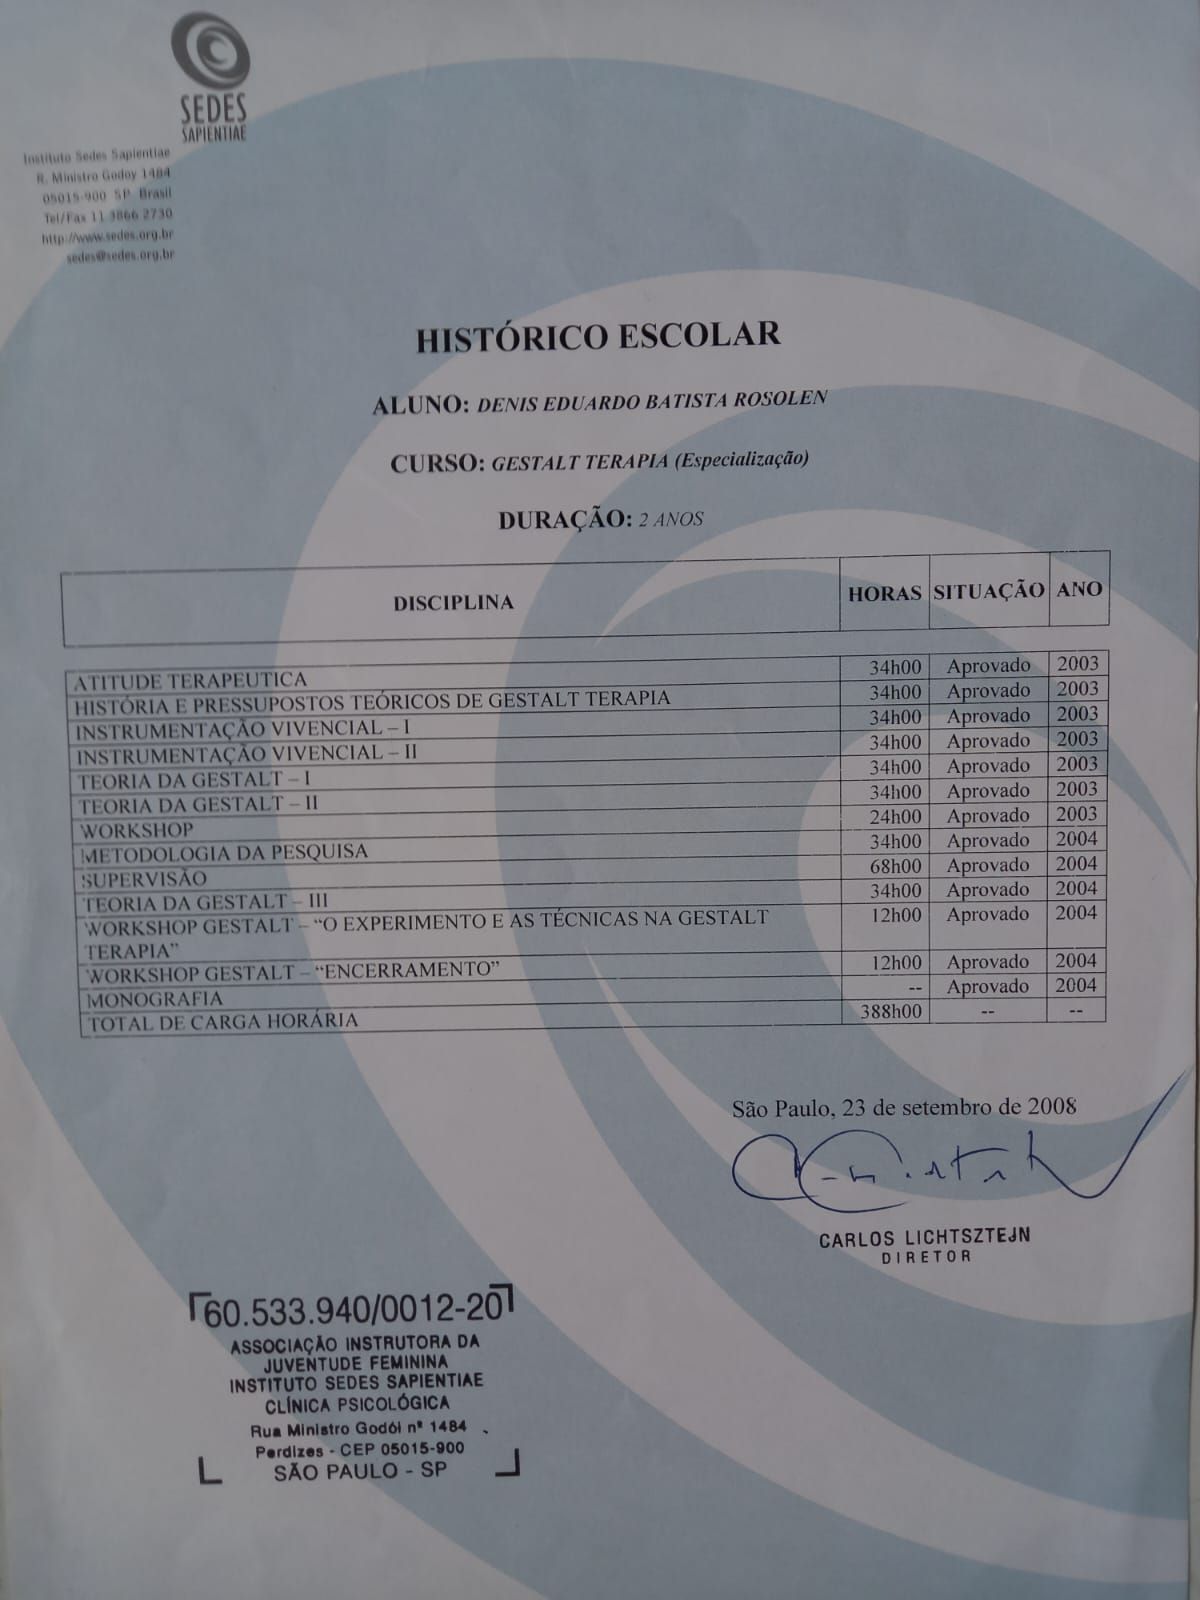 SEDES
SAPIENTIAE
Instituto Sedes Sapientiae
R. Ministro Godoy 1484
05015-900 SP Brasil
Tel/Fax 11 3866 2730
http://www.sedes.org.br
sedes@sedes.org.br
HISTÓRICO ESCOLAR
ALUNO: DENIS EDUARDO BATISTA ROSOLEN
CURSO: GESTALT TERAPIA (Especialização)
DURAÇÃO: 2 ANOS
DISCIPLINA HORAS SITUAÇÃO ANO
ATITUDE TERAPEUTICA 34h00 Aprovado 2003
HISTÓRIA E PRESSUPOSTOS TEÓRICOS DE GESTALT TERAPIA 34h00 Aprovado 2003
INSTRUMENTAÇÃO VIVENCIAL – I 34h00 Aprovado 2003
INSTRUMENTAÇÃO VIVENCIAL – II 34h00 Aprovado 2003
TEORIA DA GESTALT – I 34h00 Aprovado 2003
TEORIA DA GESTALT – II 34h00 Aprovado 2003
WORKSHOP 24h00 Aprovado 2003
METODOLOGIA DA PESQUISA 34h00 Aprovado 2004
SUPERVISÃO 68h00 Aprovado 2004
TEORIA DA GESTALT – III 34h00 Aprovado 2004
WORKSHOP GESTALT – “O EXPERIMENTO E AS TÉCNICAS NA GESTALT 12h00 Aprovado 2004
TERAPIA”
WORKSHOP GESTALT – “ENCERRAMENTO” 12h00 Aprovado 2004
MONOGRAFIA -- Aprovado 2004
TOTAL DE CARGA HORÁRIA 388h00 -- --
São Paulo, 23 de setembro de 2008
CARLOS LICHTSZTEJN
DIRETOR
60.533.940/0012-20
ASSOCIAÇÃO INSTRUTORA DA
JUVENTUDE FEMININA
INSTITUTO SEDES SAPIENTIAE
CLÍNICA PSICOLÓGICA
Rua Ministro Godói nº 1484
Perdizes - CEP 05015-900
SÃO PAULO - SP